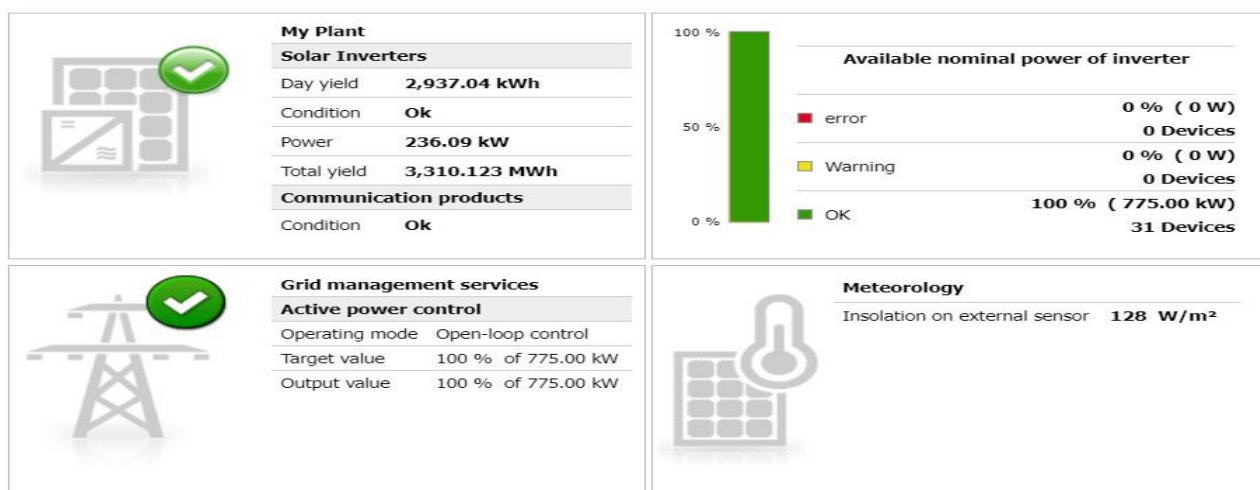 My Plant
Solar Inverters
Day yield 2,937.04 kWh
Condition Ok
Power 236.09 kW
Total yield 3,310.123 MWh
Communication products
Condition Ok
100 %
50 %
0 %
Available nominal power of inverter
error 0 % ( 0 W)
0 Devices
Warning 0 % ( 0 W)
0 Devices
OK 100 % ( 775.00 kW)
31 Devices
Grid management services
Active power control
Operating mode Open-loop control
Target value 100 % of 775.00 kW
Output value 100 % of 775.00 kW
Meteorology
Insolation on external sensor 128 W/m²